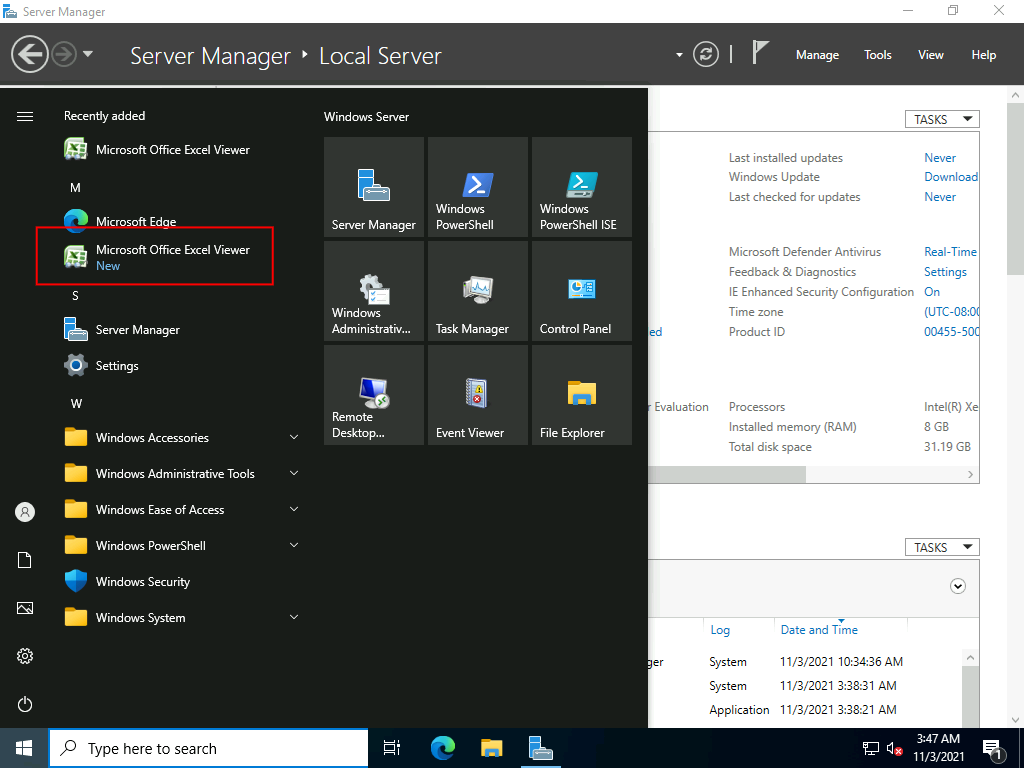 Server Manager
Server Manager ‣ Local Server
Manage Tools View Help
Recently added
Microsoft Office Excel Viewer
M
Microsoft Edge
Microsoft Office Excel Viewer
New
S
Server Manager
Settings
W
Windows Accessories
Windows Administrative Tools
Windows Ease of Access
Windows PowerShell
Windows Security
Windows System
Windows Server
Server Manager
Windows
PowerShell
Windows
PowerShell ISE
Windows
Administrativ...
Task Manager
Control Panel
Remote
Desktop...
Event Viewer
File Explorer
TASKS
Last installed updates Never
Windows Update Download
Last checked for updates Never
Microsoft Defender Antivirus Real-Time
Feedback & Diagnostics Settings
IE Enhanced Security Configuration On
Time zone (UTC-08:00
ed Product ID 00455-500
r Evaluation Processors Intel(R) Xe
Installed memory (RAM) 8 GB
Total disk space 31.19 GB
TASKS
Log Date and Time
ger System 11/3/2021 10:34:36 AM
System 11/3/2021 3:38:31 AM
Application 11/3/2021 3:38:21 AM
Type here to search
3:47 AM
11/3/2021
1